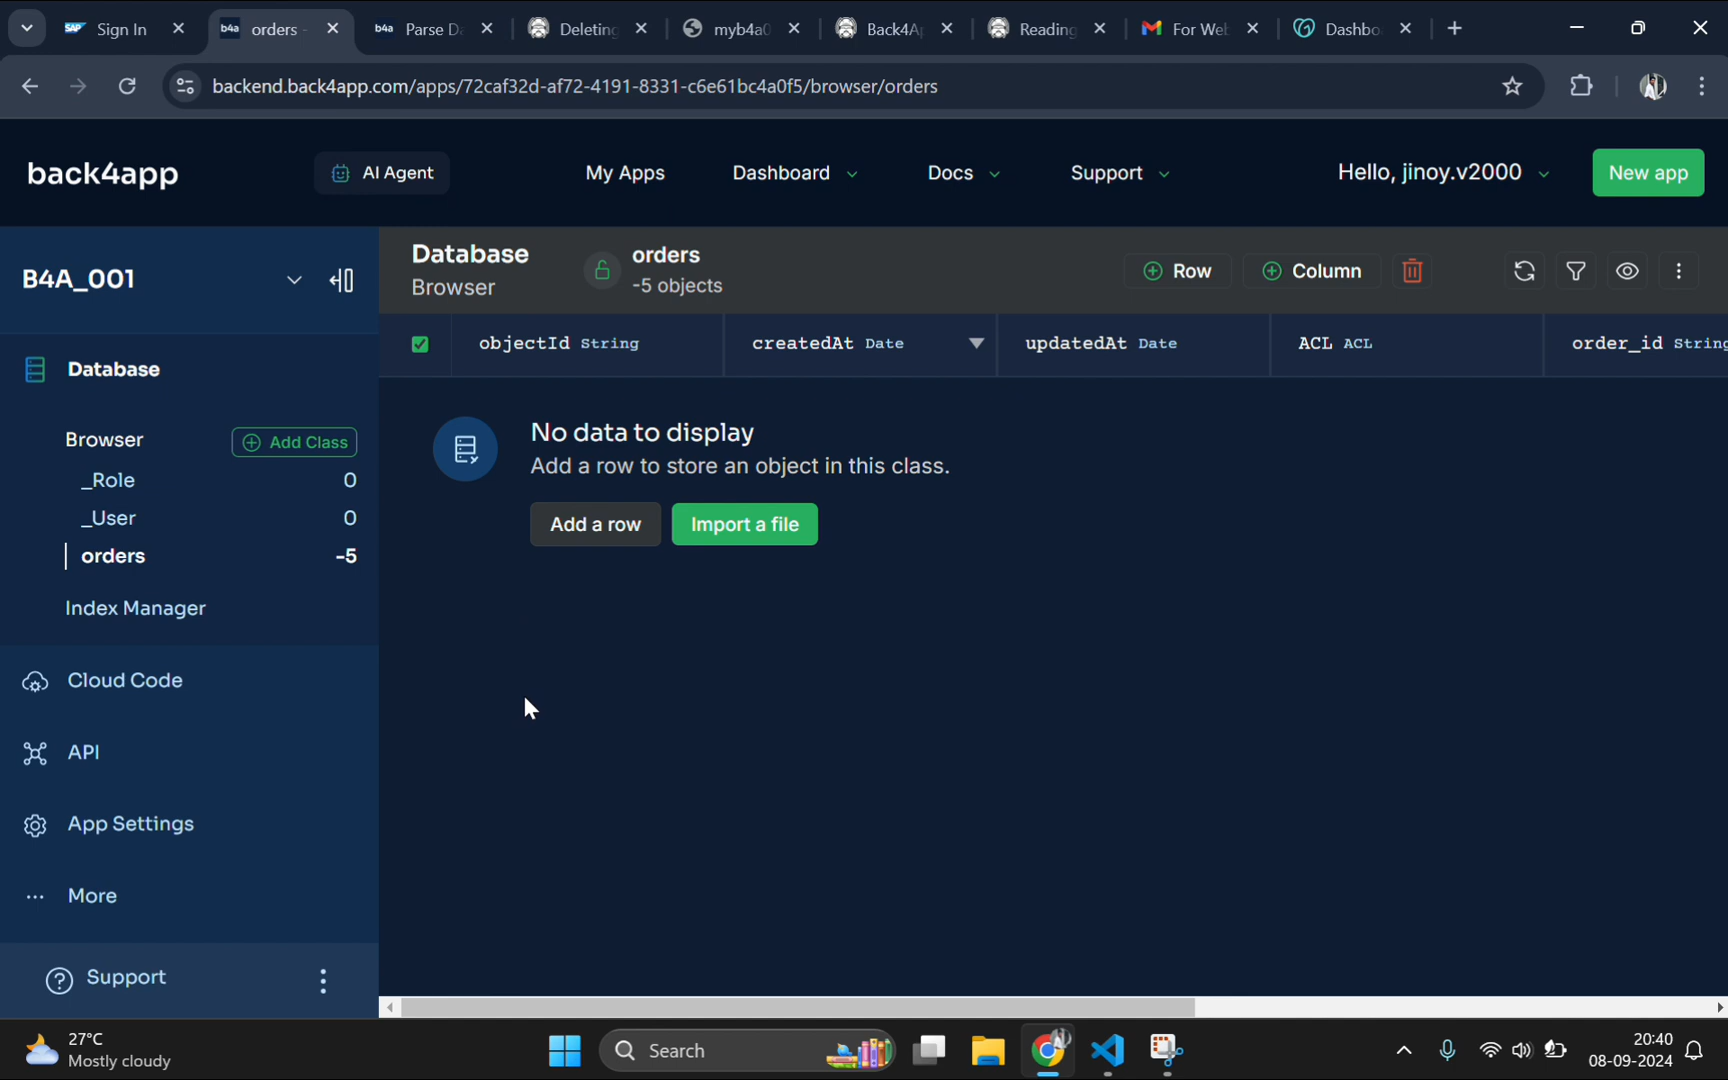 Sign In
orders -
Parse Da
Deleting
myb4a0
Back4Ap
Reading
For Web
Dashbo
backend.back4app.com/apps/72caf32d-af72-4191-8331-c6e61bc4a0f5/browser/orders
back4app
AI Agent
My Apps
Dashboard
Docs
Support
Hello, jinoy.v2000
New app
B4A_001
Database
Browser
orders
-5 objects
Row
Column
objectId String
createdAt Date
updatedAt Date
ACL ACL
order_id String
Database
Browser
Add Class
_Role 0
_User 0
orders -5
Index Manager
Cloud Code
API
App Settings
More
Support
No data to display
Add a row to store an object in this class.
Add a row
Import a file
27°C
Mostly cloudy
Search
20:40
08-09-2024